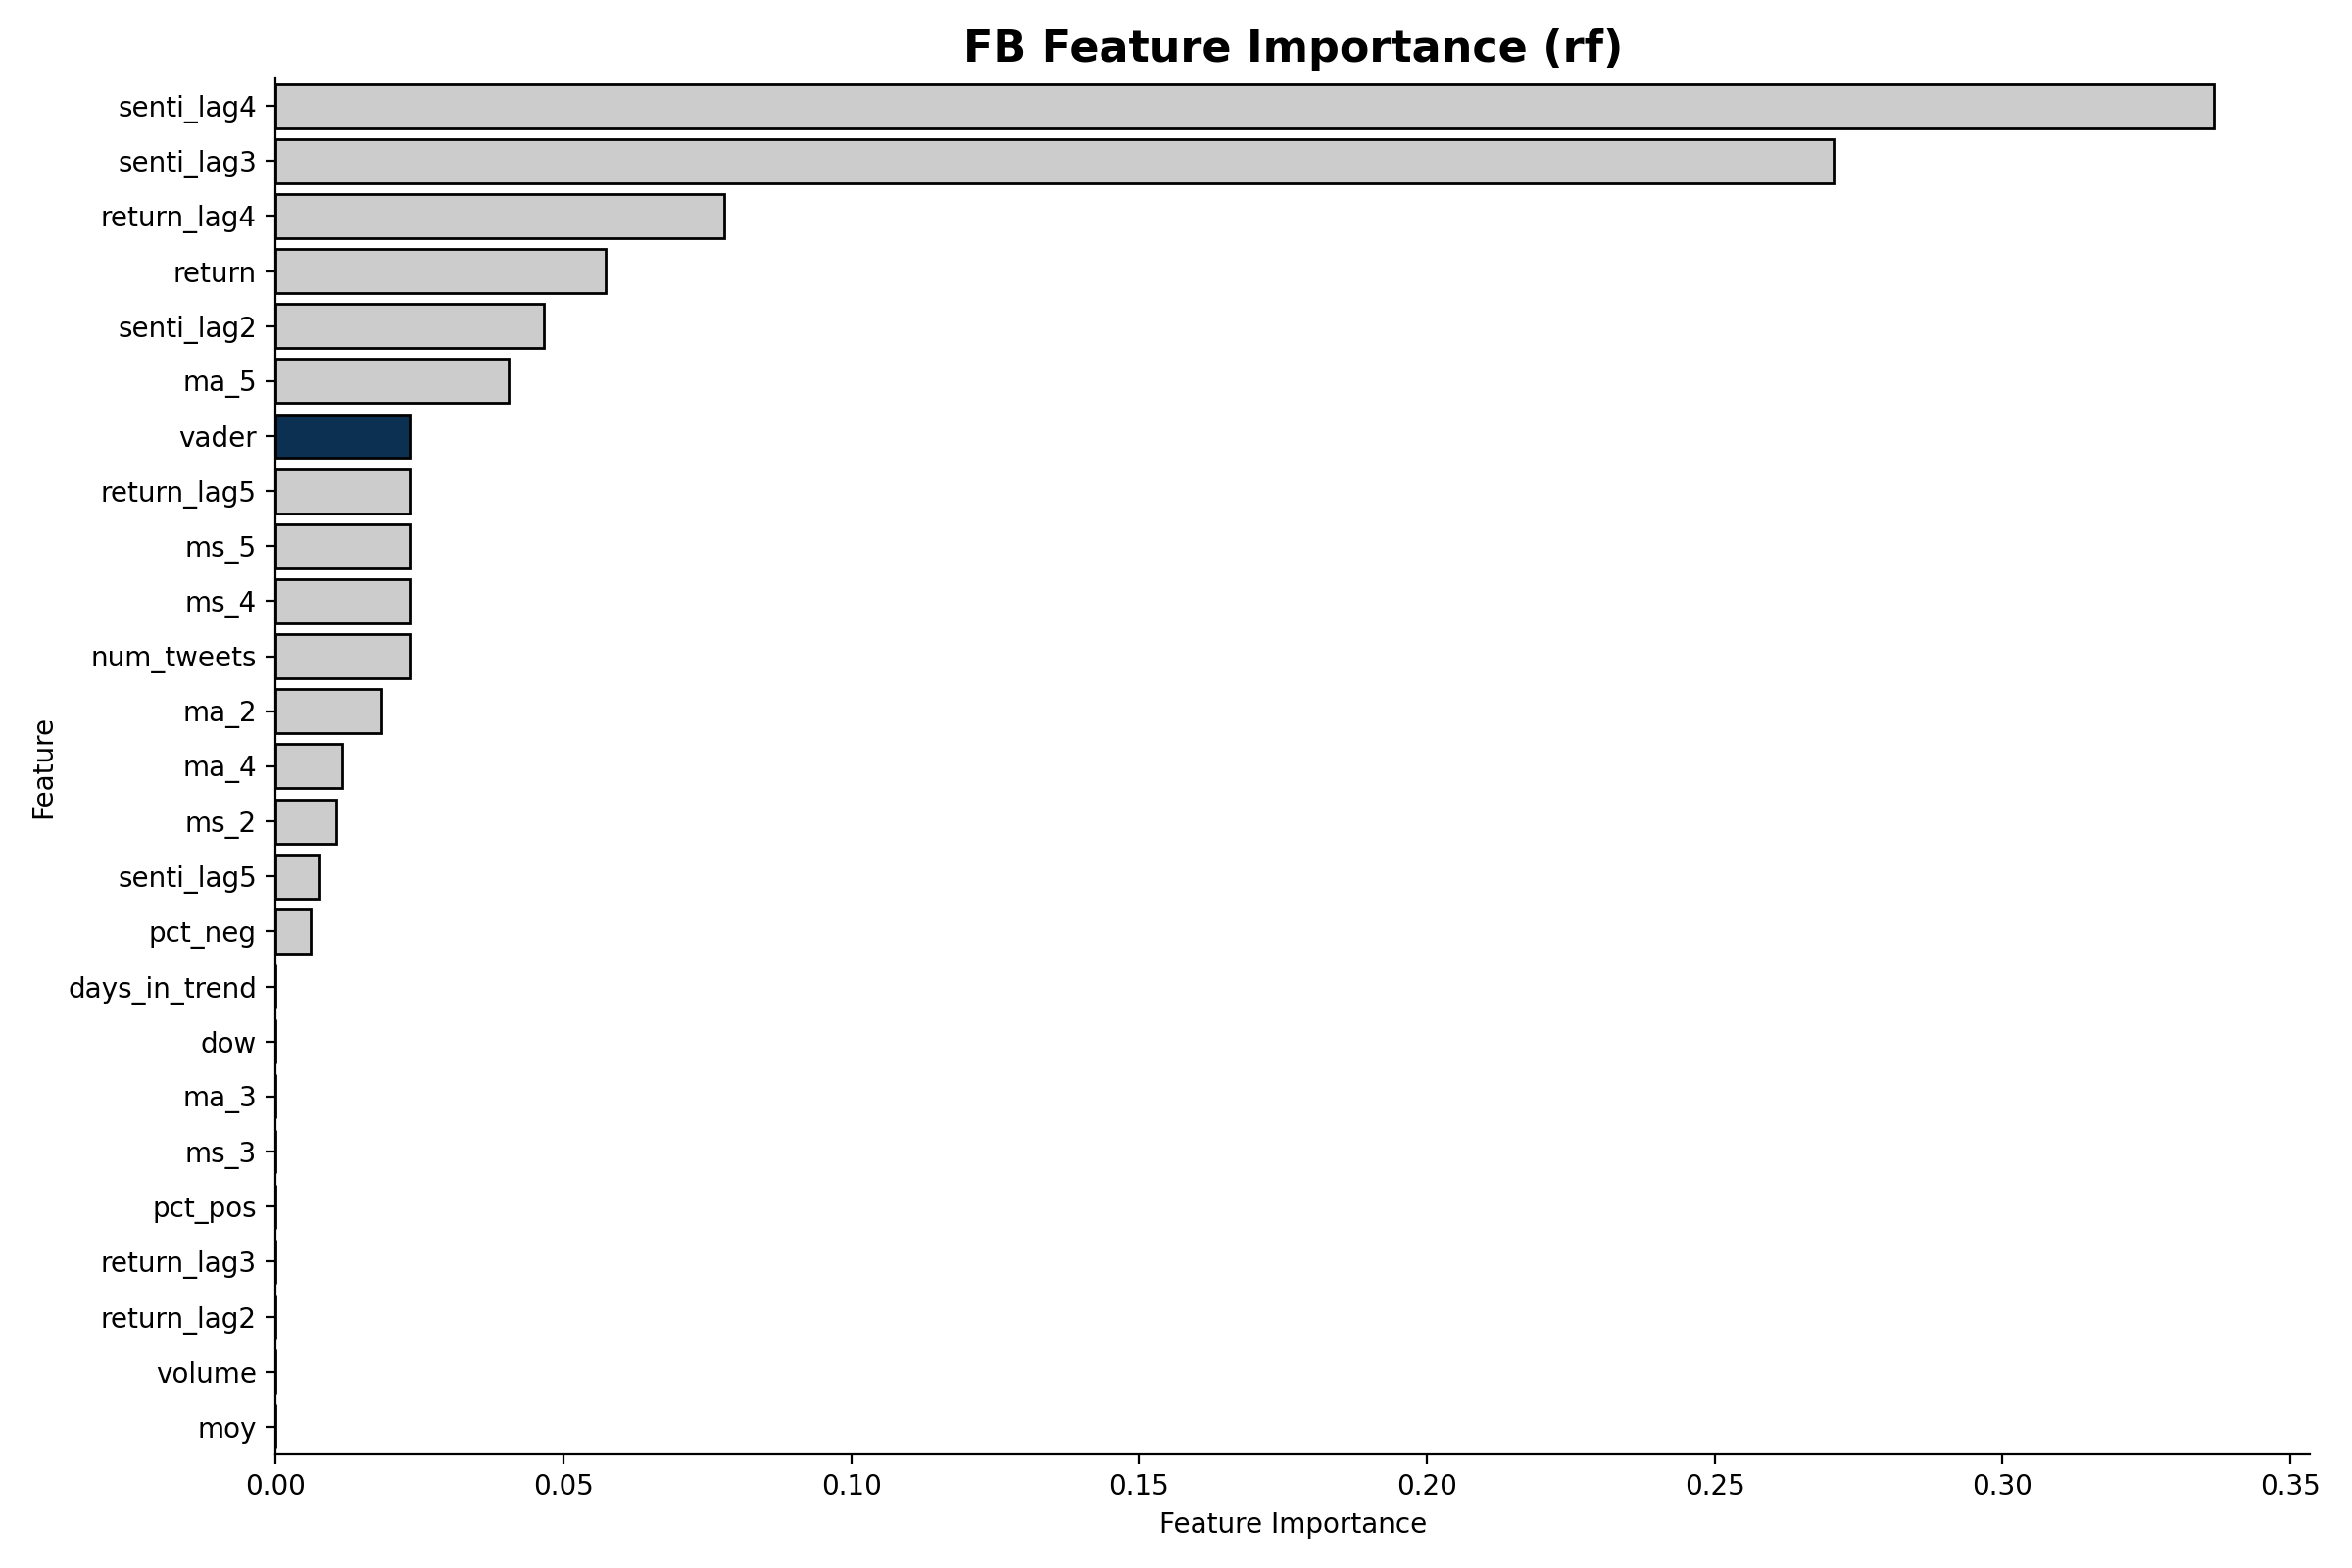 FB Feature Importance (rf)
senti_lag4
senti_lag3
return_lag4
return
senti_lag2
ma_5
vader
return_lag5
ms_5
ms_4
num_tweets
ma_2
ma_4
ms_2
senti_lag5
pct_neg
days_in_trend
dow
ma_3
ms_3
pct_pos
return_lag3
return_lag2
volume
moy
Feature
0.00 0.05 0.10 0.15 0.20 0.25 0.30 0.35
Feature Importance